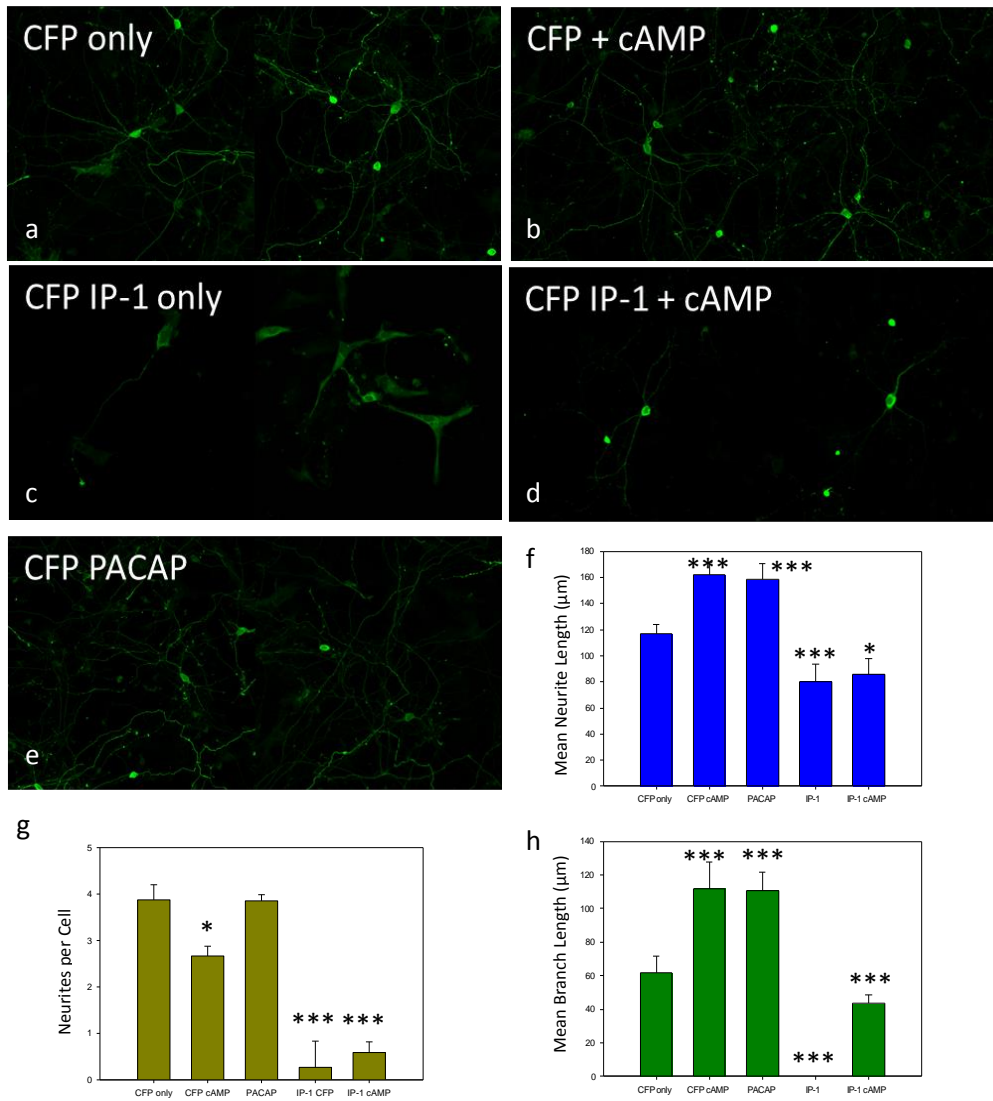 CFP only
a
CFP + cAMP
b
CFP IP-1 only
c
CFP IP-1 + cAMP
d
CFP PACAP
e
f
Mean Neurite Length (µm)
180
160
140
120
100
80
60
40
20
0
***
***
***
*
CFP only
CFP cAMP
PACAP
IP-1
IP-1 cAMP
g
Neurites per Cell
5
4
3
2
1
0
*
***
***
CFP only
CFP cAMP
PACAP
IP-1 CFP
IP-1 cAMP
h
Mean Branch Length (µm)
140
120
100
80
60
40
20
0
***
***
***
***
CFP only
CFP cAMP
PACAP
IP-1
IP-1 cAMP